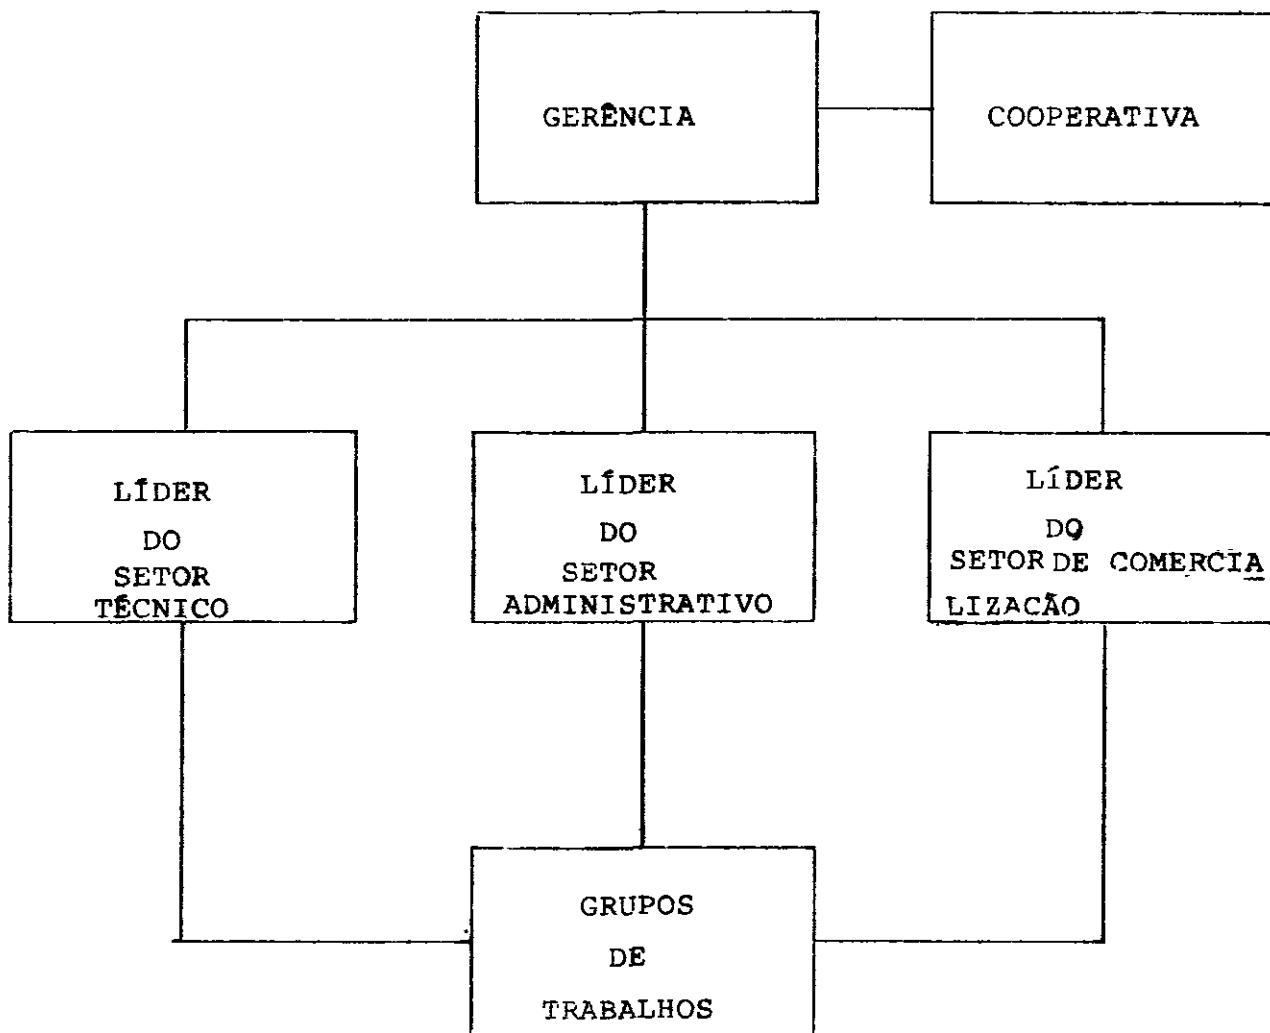 GERÊNCIA
COOPERATIVA
LÍDER
DO
SETOR
TÉCNICO
LÍDER
DO
SETOR
ADMINISTRATIVO
LÍDER
DO
SETOR DE COMERCIA
LIZACÃO
GRUPOS
DE
TRABALHOS